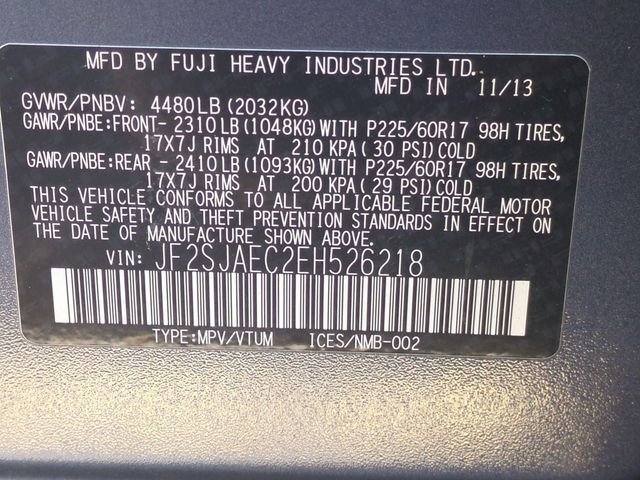 MFD BY FUJI HEAVY INDUSTRIES LTD.
MFD IN 11/13
GVWR/PNBV: 4480LB (2032KG)
GAWR/PNBE:FRONT- 2310LB (1048KG) WITH P225/60R17 98H TIRES,
17X7J RIMS AT 210 KPA (30 PSI) COLD
GAWR/PNBE:REAR - 2410LB (1093KG) WITH P225/60R17 98H TIRES,
17X7J RIMS AT 200 KPA (29 PSI) COLD
THIS VEHICLE CONFORMS TO ALL APPLICABLE FEDERAL MOTOR
VEHICLE SAFETY AND THEFT PREVENTION STANDARDS IN EFFECT ON
THE DATE OF MANUFACTURE SHOWN ABOVE.
VIN: JF2SJAEC2EH526218
TYPE:MPV/VTUM ICES/NMB-002